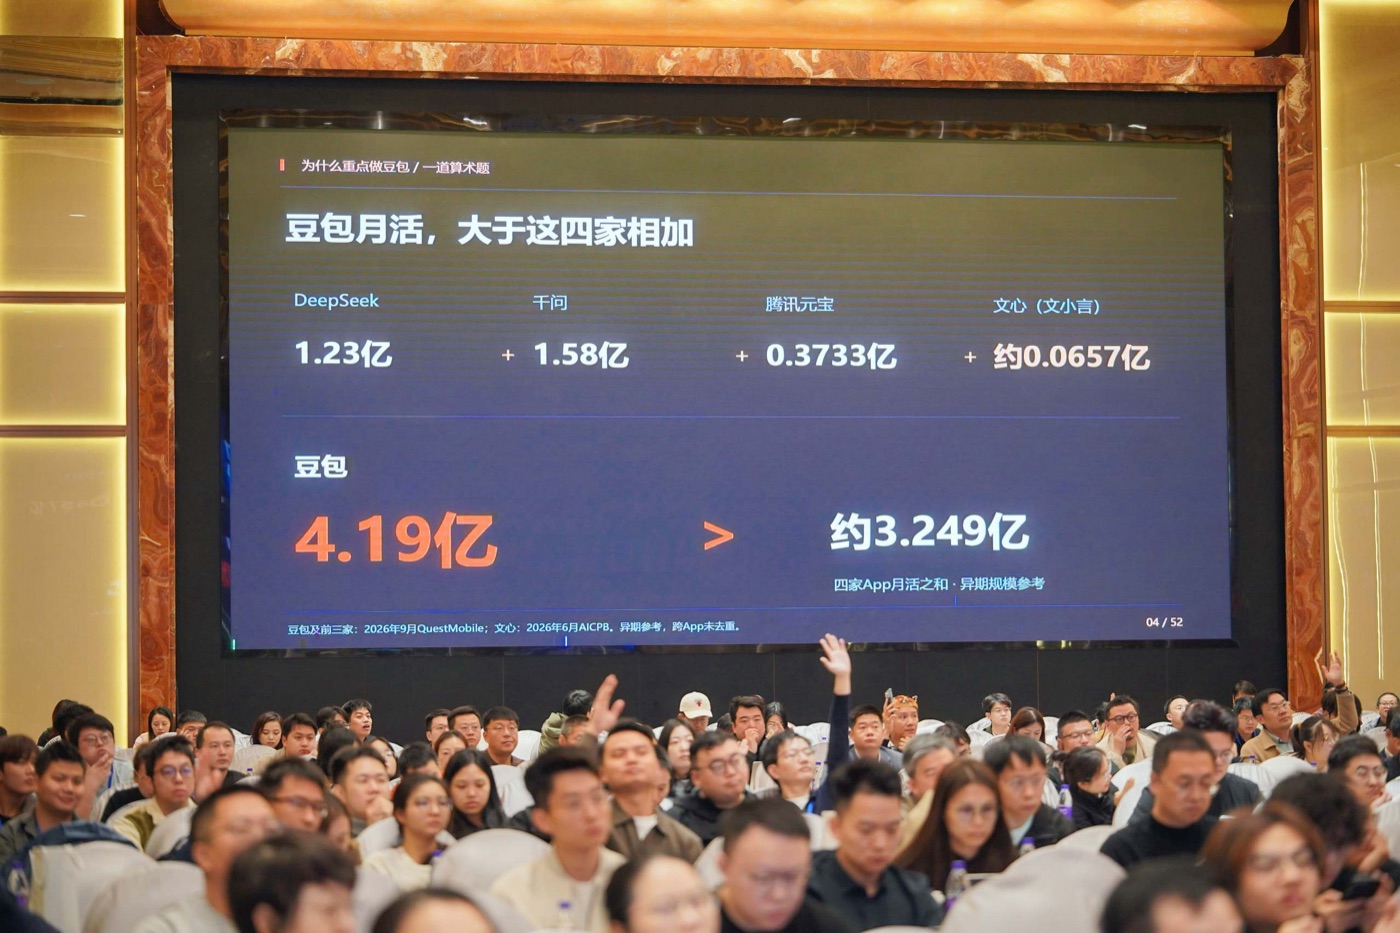 为什么重点做豆包 / 一道算术题
豆包月活，大于这四家相加
DeepSeek 千问 腾讯元宝 文心（文小言）
1.23亿 + 1.58亿 + 0.3733亿 + 约0.0657亿
豆包
4.19亿 > 约3.249亿
四家App月活之和 · 异期规模参考
豆包及前三家：2026年9月QuestMobile；文心：2026年6月AICPB。异期参考，跨App未去重。
04 / 52